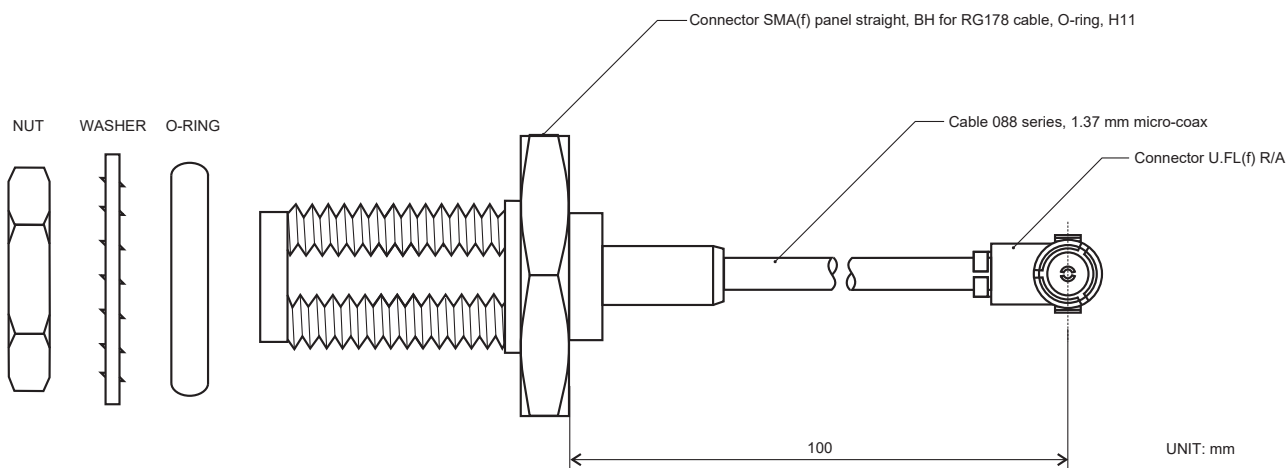 Connector SMA(f) panel straight, BH for RG178 cable, O-ring, H11
NUT WASHER O-RING
Cable 088 series, 1.37 mm micro-coax
Connector U.FL(f) R/A
100
UNIT: mm